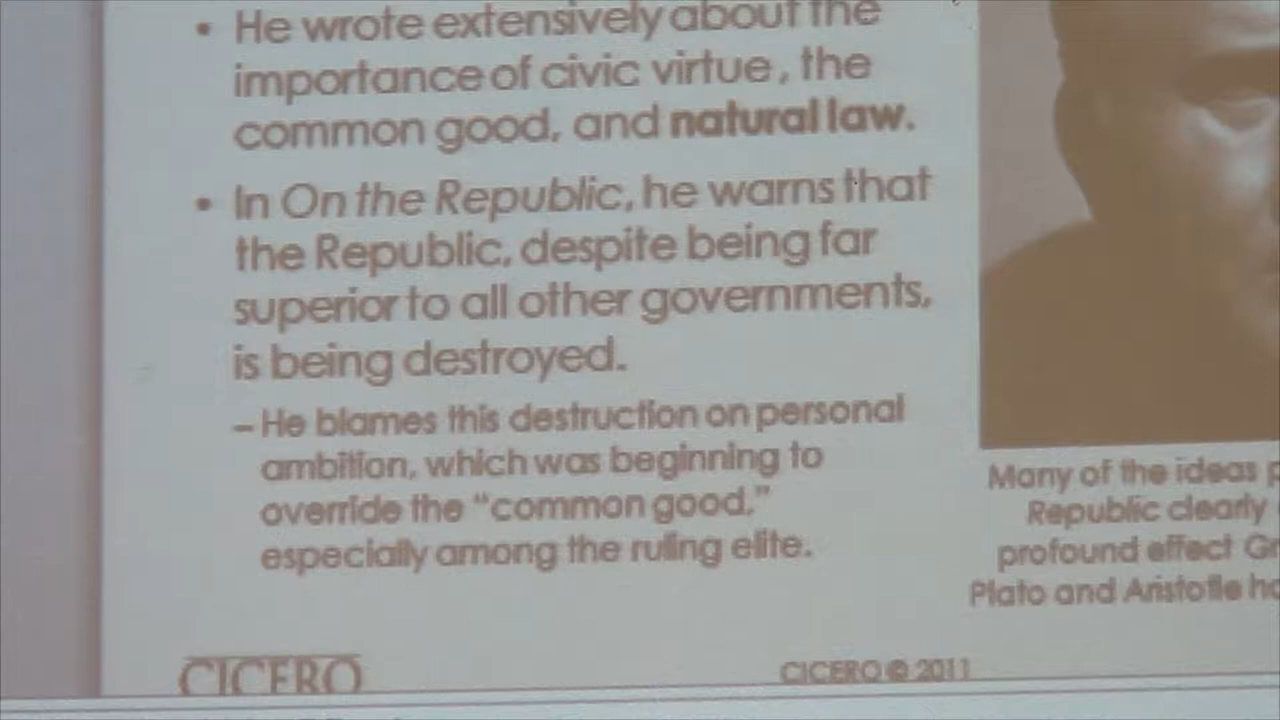 • He wrote extensively about the
importance of civic virtue, the
common good, and natural law.
• In On the Republic, he warns that
the Republic, despite being far
superior to all other governments,
is being destroyed.
– He blames this destruction on personal
ambition, which was beginning to
override the “common good,”
especially among the ruling elite.
Many of the ideas
Republic clearly
profound effect
Plato and Aristotle
CICERO
CICERO © 2011